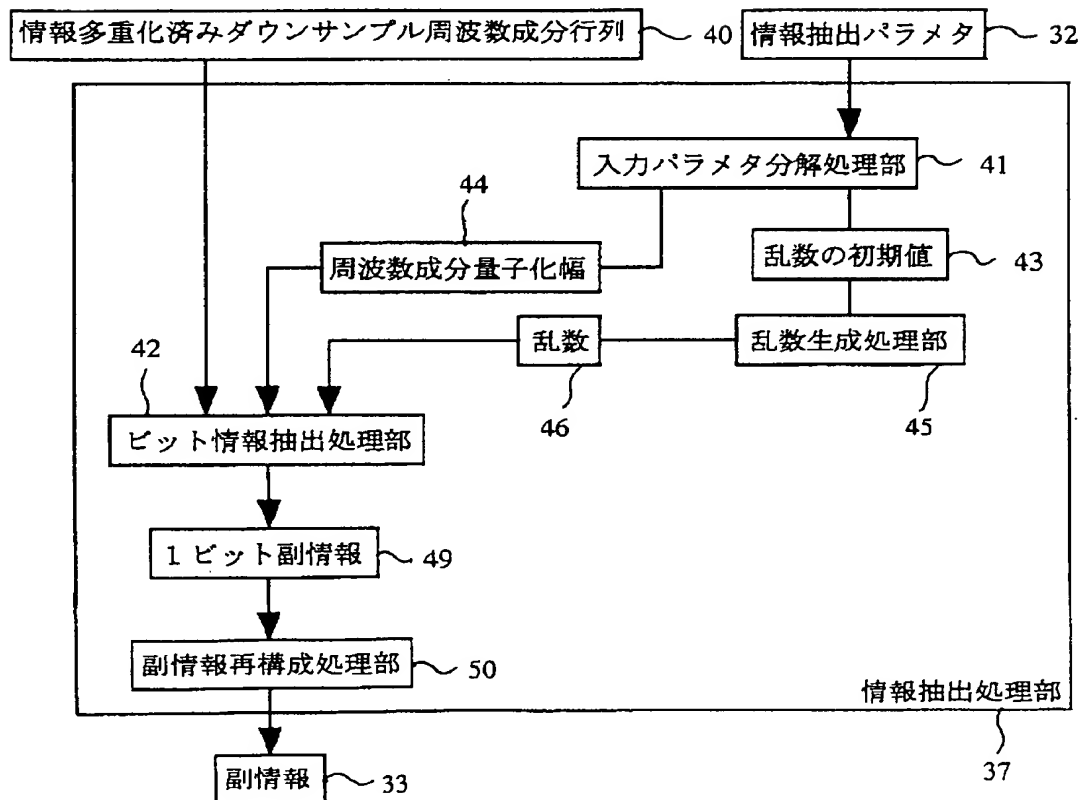 情報多重化済みダウンサンプル周波数成分行列
40
情報抽出パラメタ
32
入力パラメタ分解処理部
41
44
周波数成分量子化幅
乱数の初期値
43
42
乱数
46
乱数生成処理部
45
ビット情報抽出処理部
1ビット副情報
49
副情報再構成処理部
50
情報抽出処理部
37
副情報
33